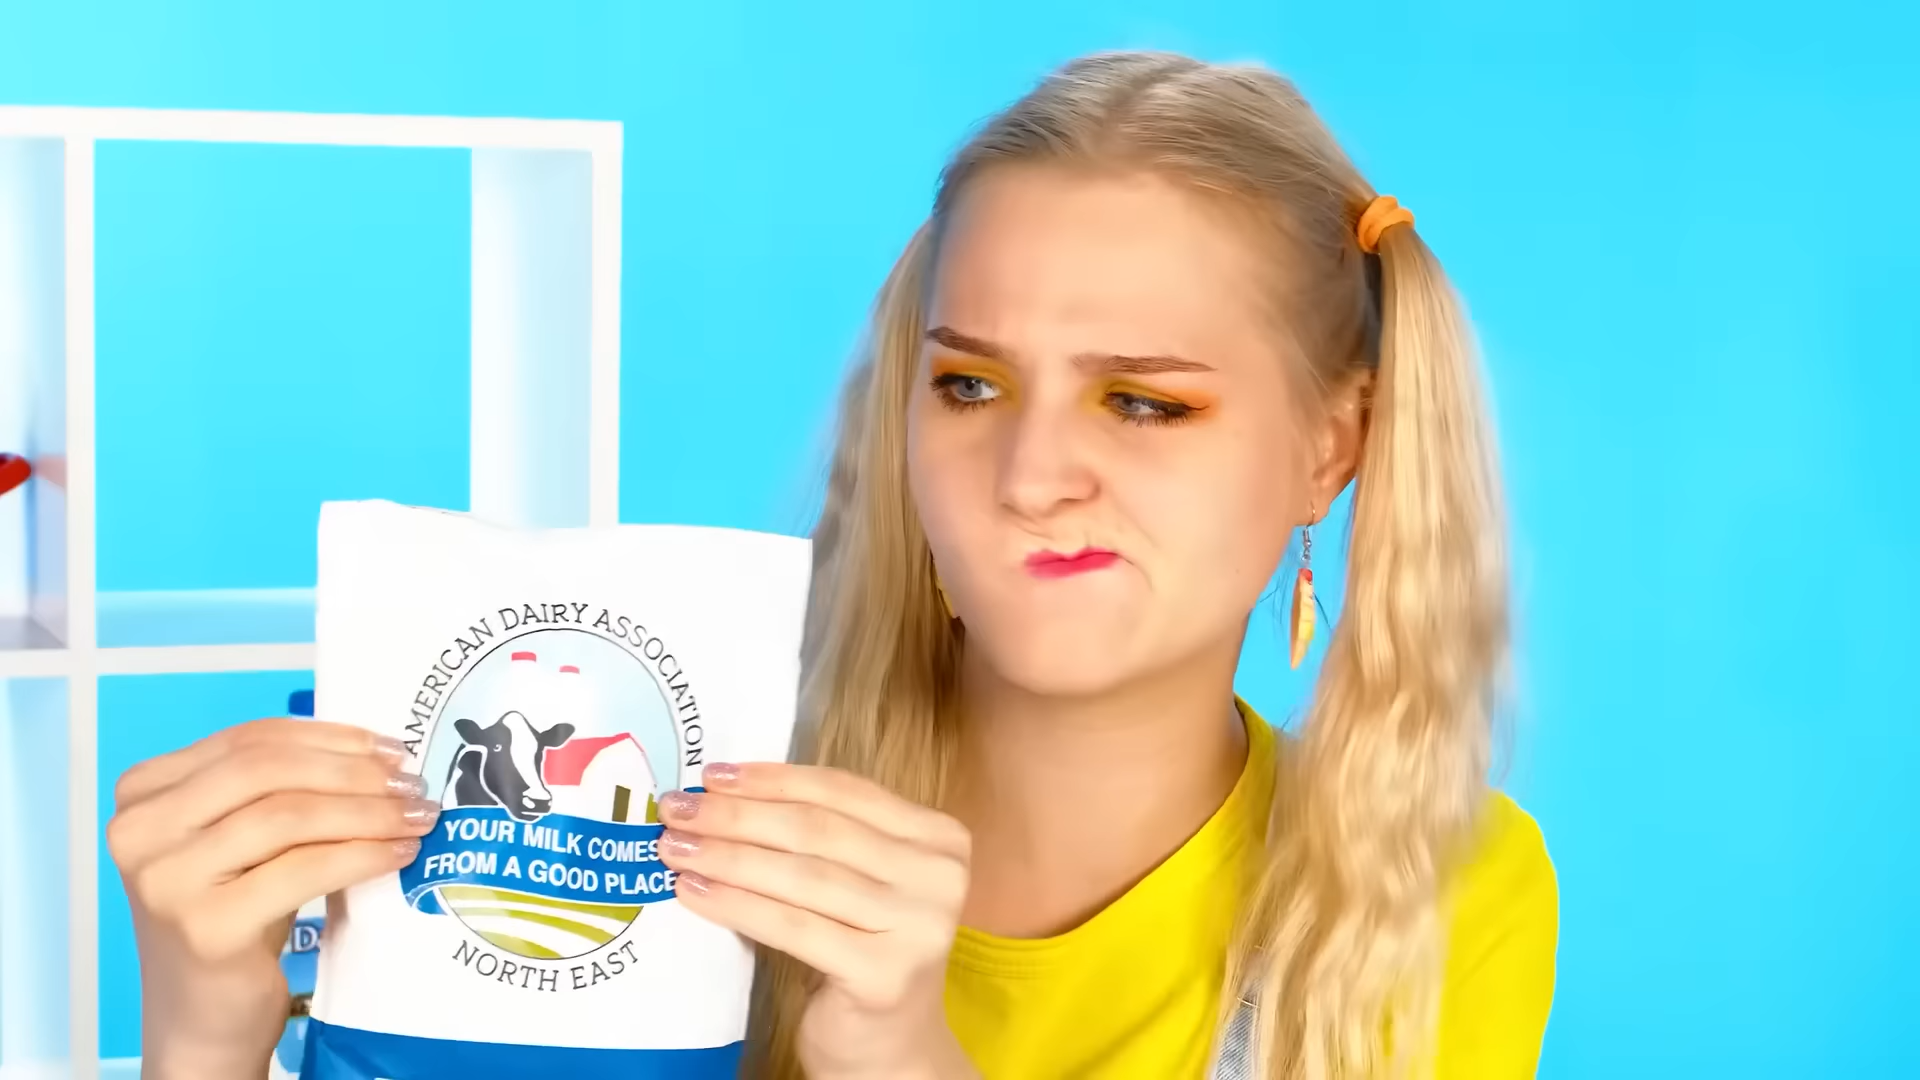 AMERICAN DAIRY ASSOCIATION
YOUR MILK COMES
FROM A GOOD PLACE
NORTH EAST